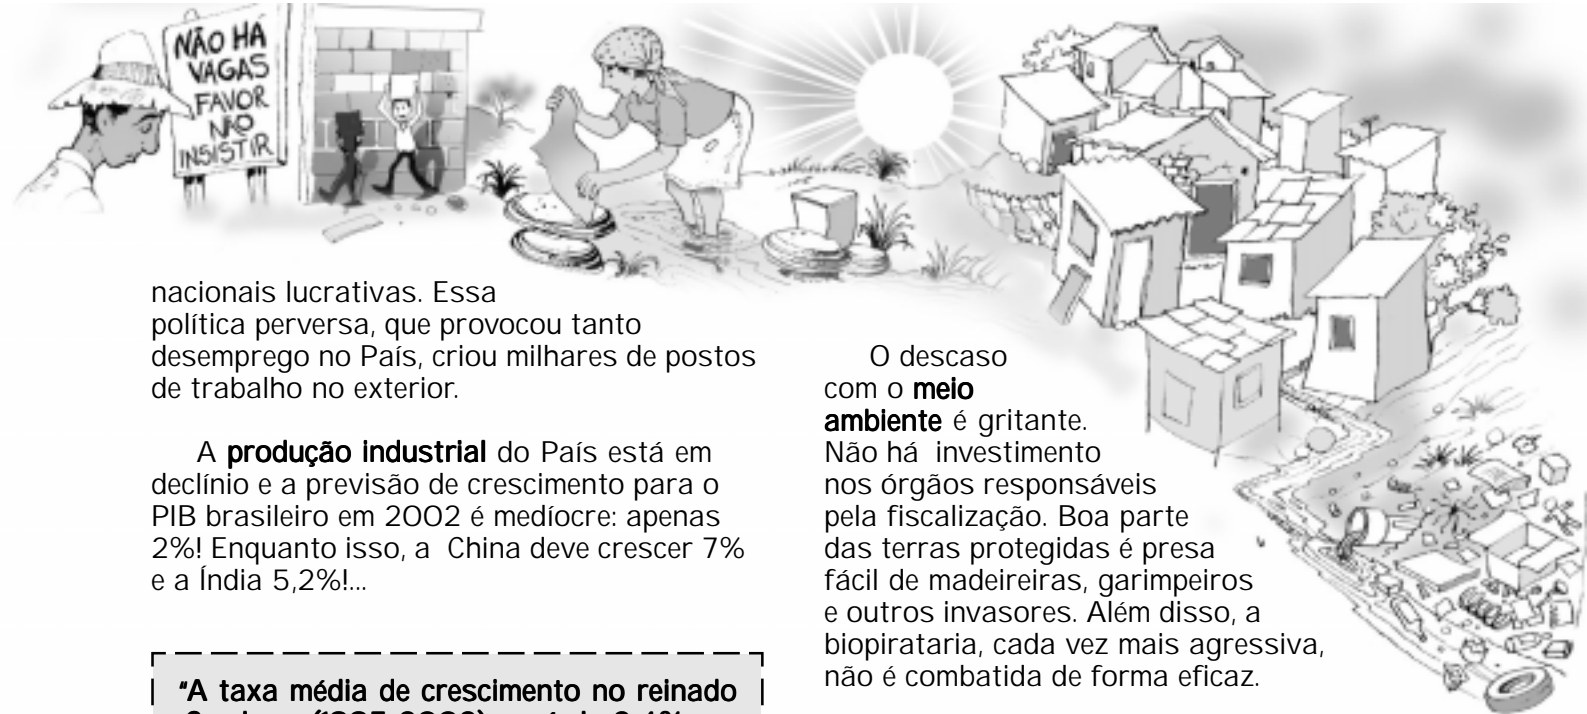 NÃO HÁ
VAGAS
FAVOR
NÃO
INSISTIR
nacionais lucrativas. Essa
política perversa, que provocou tanto
desemprego no País, criou milhares de postos
de trabalho no exterior.
A produção industrial do País está em
declínio e a previsão de crescimento para o
PIB brasileiro em 2002 é medíocre: apenas
2%! Enquanto isso, a China deve crescer 7%
e a Índia 5,2%!...
"A taxa média de crescimento no reinado
O descaso
com o meio
ambiente é gritante.
Não há investimento
nos órgãos responsáveis
pela fiscalização. Boa parte
das terras protegidas é presa
fácil de madeireiras, garimpeiros
e outros invasores. Além disso, a
biopirataria, cada vez mais agressiva,
não é combatida de forma eficaz.